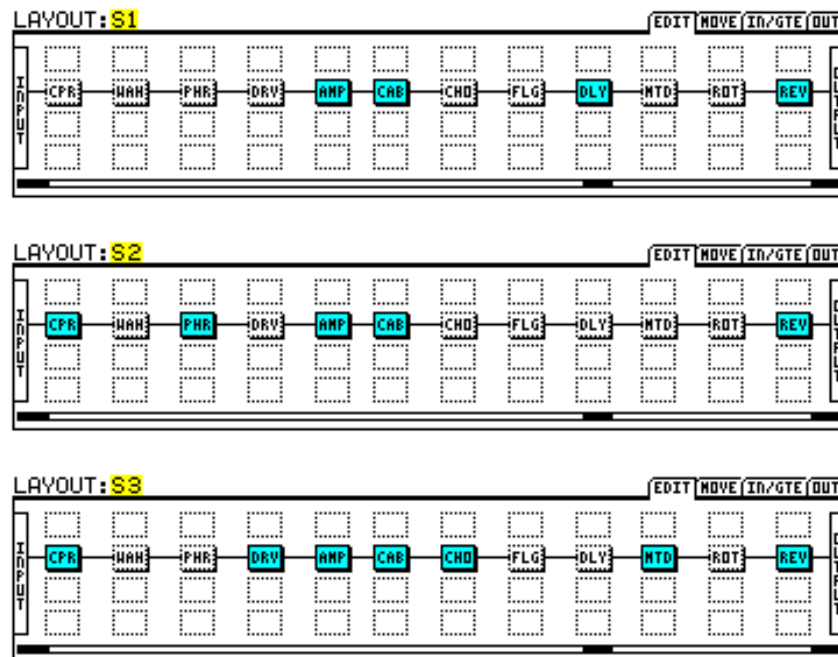 LAYOUT: S1 EDIT MOVE In/GTE OUT
INPUT CPR WAH PHR DRV AMP CAB CHO FLG DLY MTD ROT REV
LAYOUT: S2 EDIT MOVE In/GTE OUT
INPUT CPR WAH PHR DRV AMP CAB CHO FLG DLY MTD ROT REV
LAYOUT: S3 EDIT MOVE In/GTE OUT
INPUT CPR WAH PHR DRV AMP CAB CHO FLG DLY MTD ROT REV